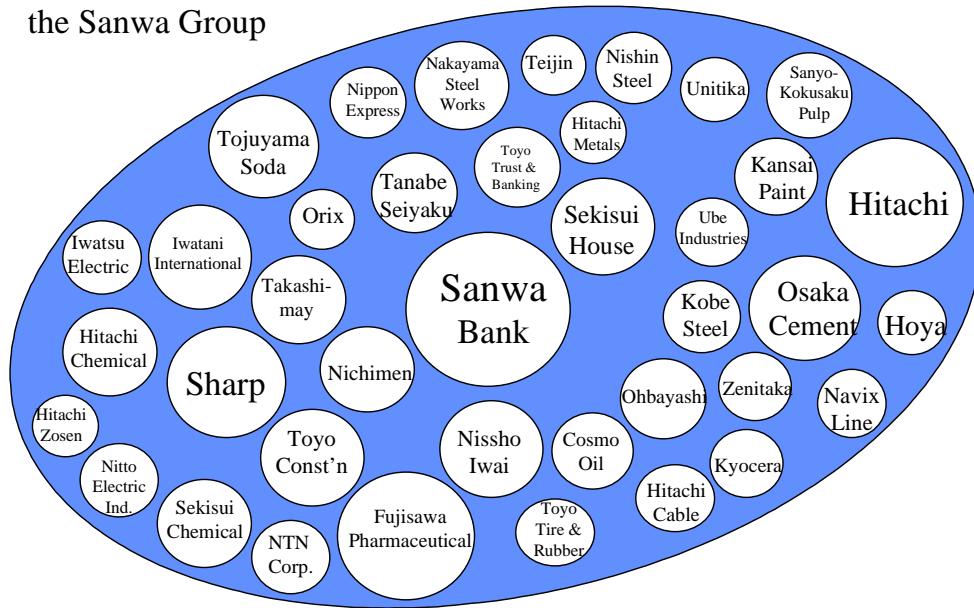 the Sanwa Group
Nippon
Express
Nakayama
Steel
Works
Teijin
Nishin
Steel
Unitika
Sanyo-
Kokusaku
Pulp
Tojuyama
Soda
Tanabe
Seiyaku
Toyo
Trust &
Banking
Hitachi
Metals
Kansai
Paint
Hitachi
Orix
Sekisui
House
Ube
Industries
Iwatsu
Electric
Iwatani
International
Takashi-
may
Sanwa
Bank
Kobe
Steel
Osaka
Cement
Hoya
Hitachi
Chemical
Sharp
Nichimen
Ohbayashi
Zenitaka
Navix
Line
Hitachi
Zosen
Toyo
Const'n
Nissho
Iwai
Cosmo
Oil
Kyocera
Nitto
Electric
Ind.
Sekisui
Chemical
NTN
Corp.
Fujisawa
Pharmaceutical
Toyo
Tire &
Rubber
Hitachi
Cable